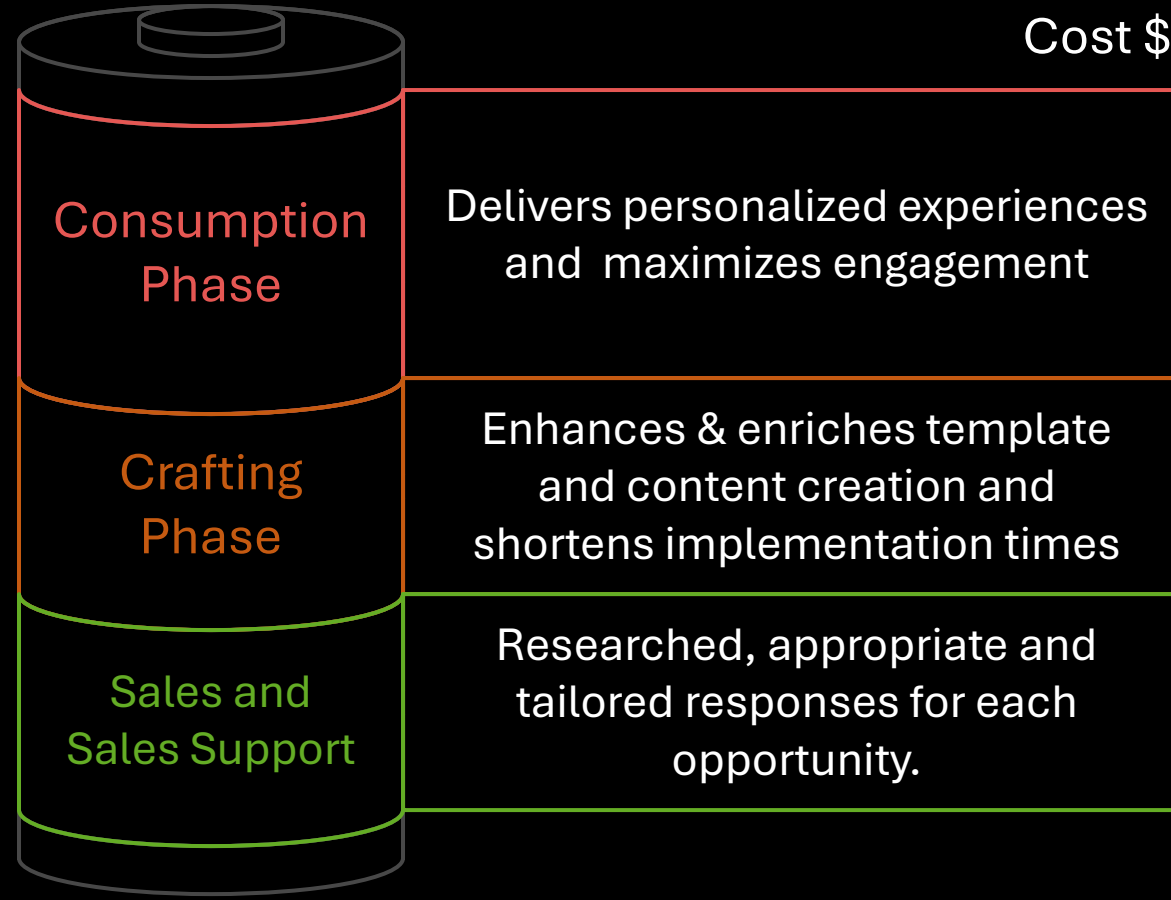 Cost $
Consumption
Phase
Delivers personalized experiences
and  maximizes engagement
Crafting
Phase
Enhances & enriches template
and content creation and
shortens implementation times
Sales and
Sales Support
Researched, appropriate and
tailored responses for each
opportunity.